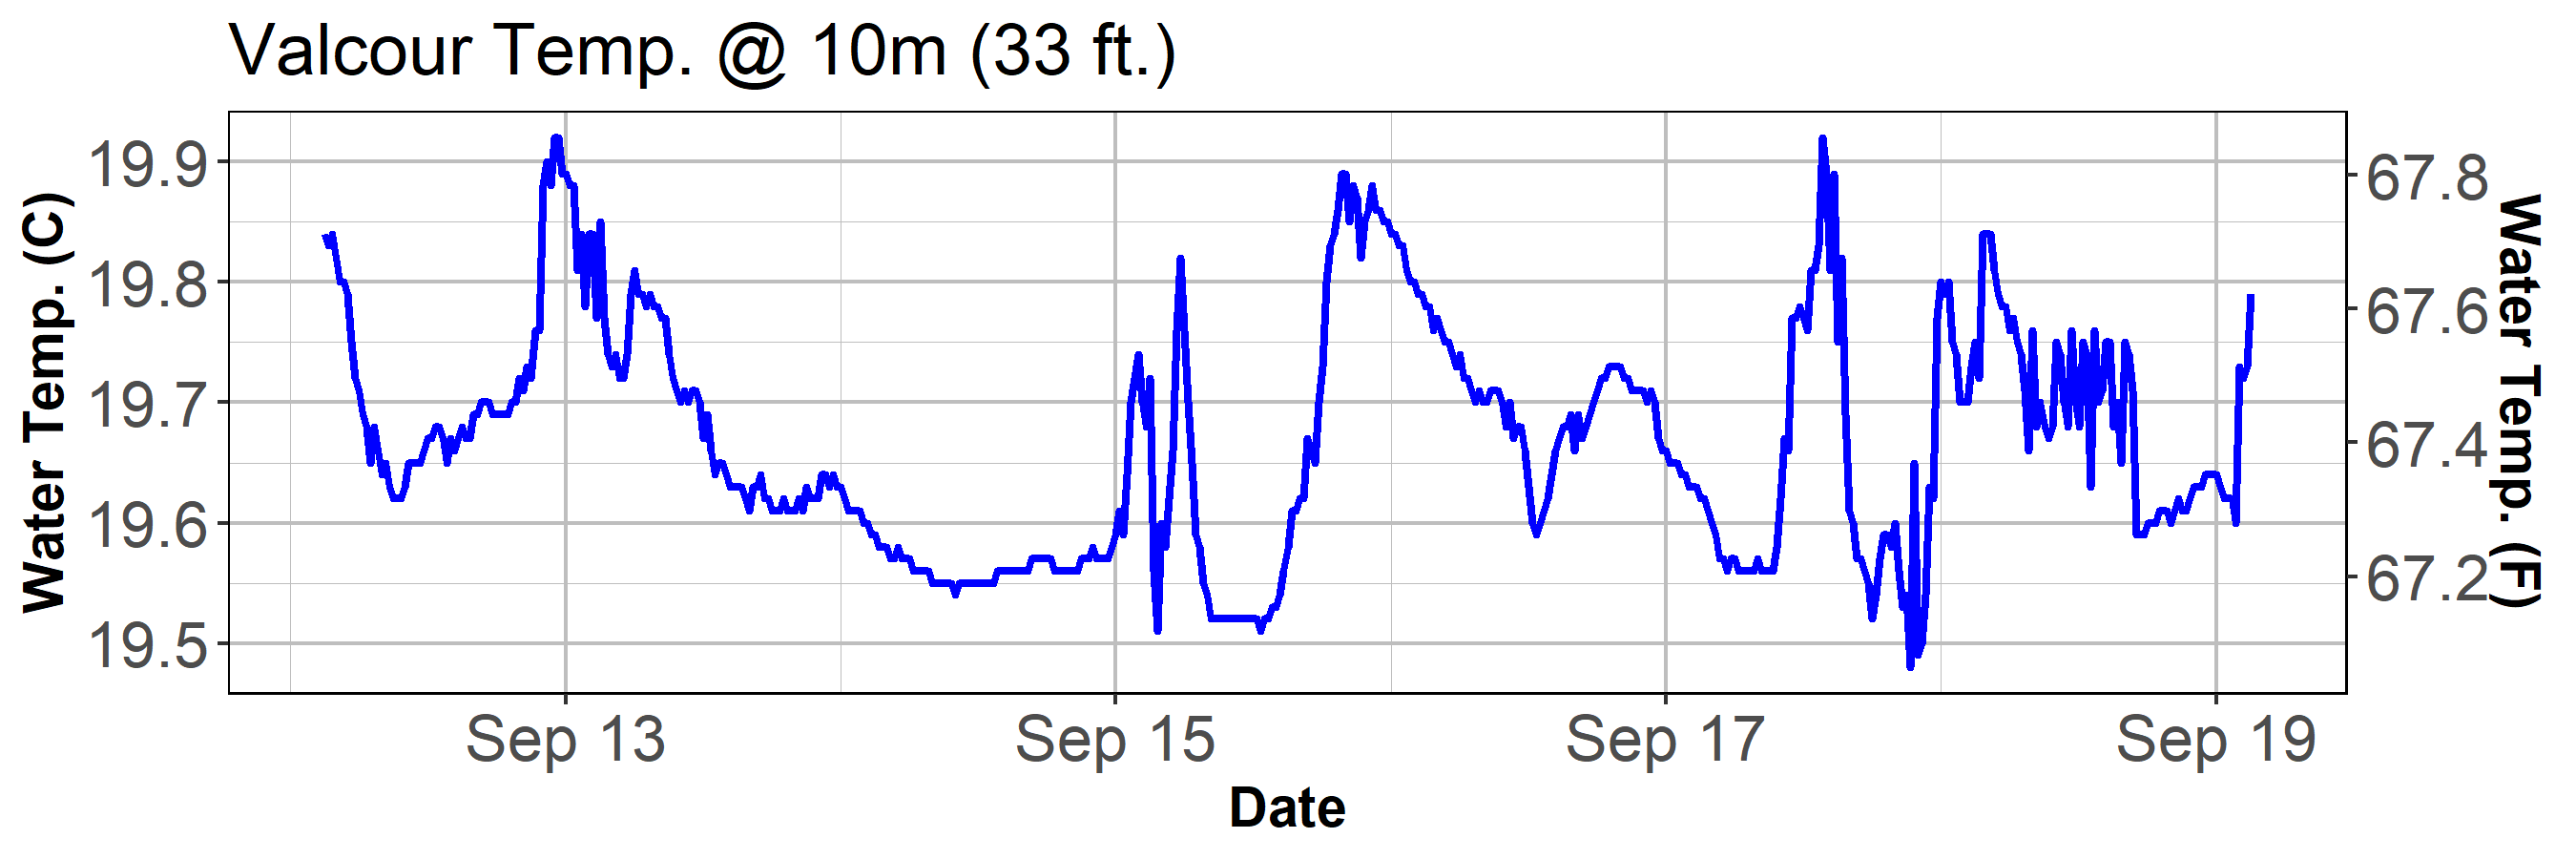 Valcour Temp. @ 10m (33 ft.)
Water Temp. (C)
19.9
19.8
19.7
19.6
19.5
67.8
67.6
67.4
67.2
Water Temp. (F)
Sep 13
Sep 15
Sep 17
Sep 19
Date